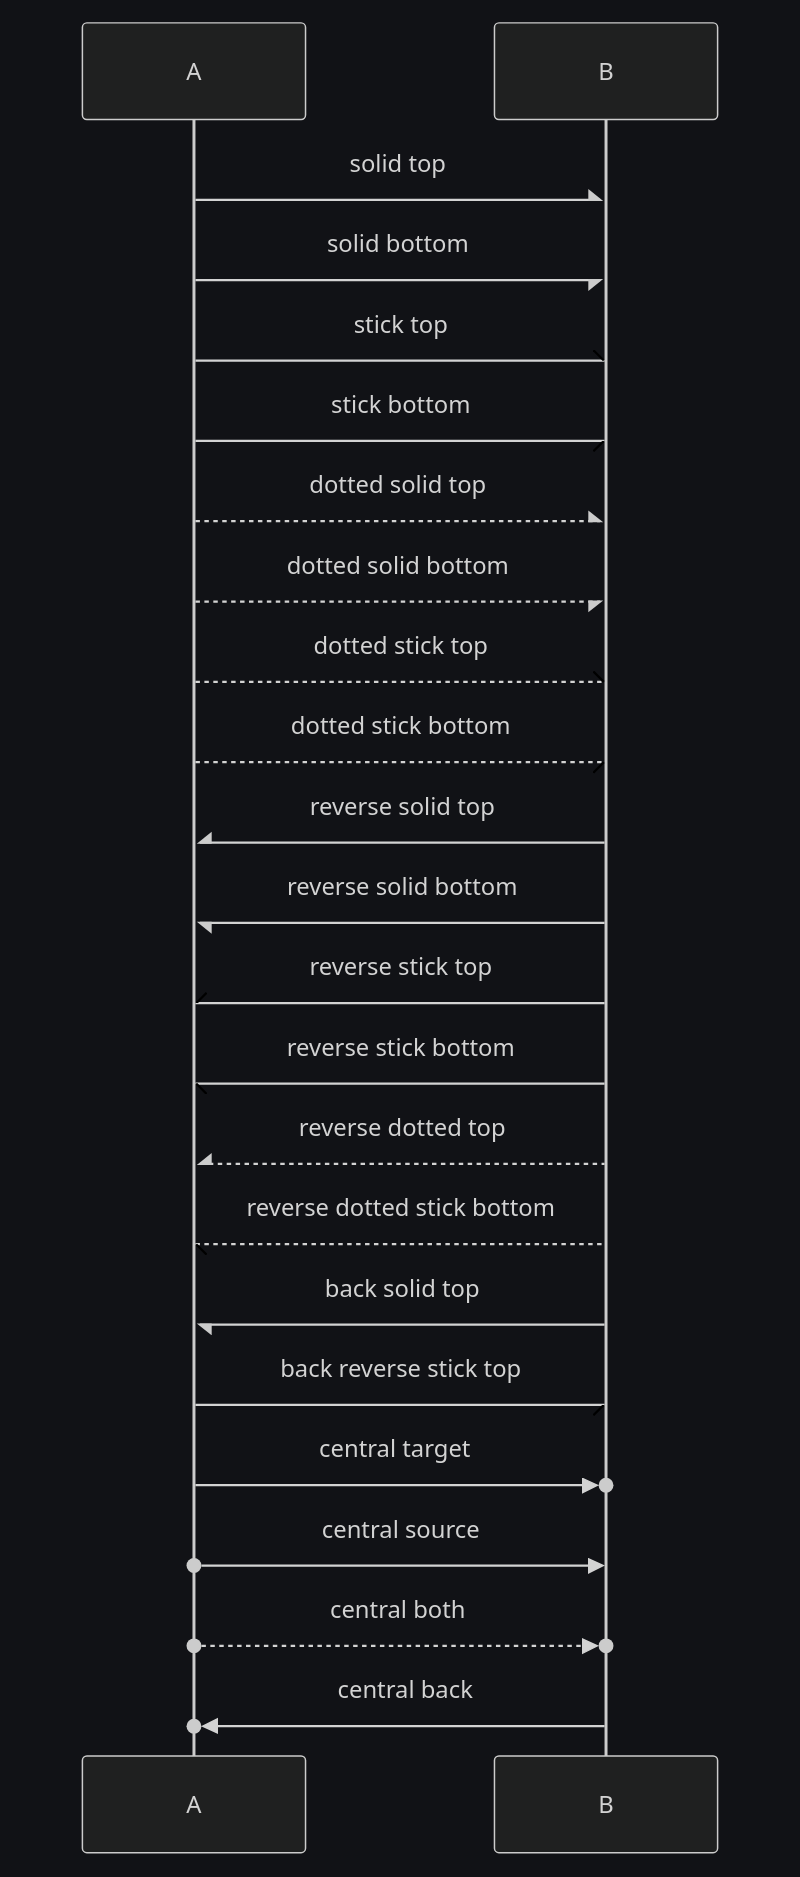 A
B
solid top
solid bottom
stick top
stick bottom
dotted solid top
dotted solid bottom
dotted stick top
dotted stick bottom
reverse solid top
reverse solid bottom
reverse stick top
reverse stick bottom
reverse dotted top
reverse dotted stick bottom
back solid top
back reverse stick top
central target
central source
central both
central back
A
B